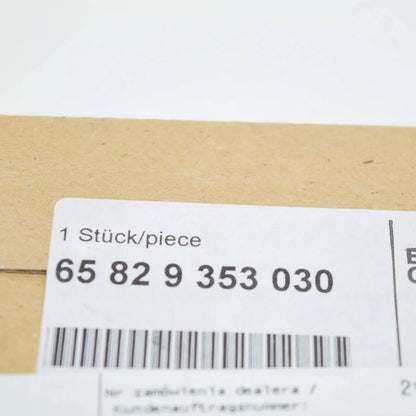 1 Stück/piece
65 82 9 353 030
Nr zamówienia dealera /
Kundenauftragsnummer: